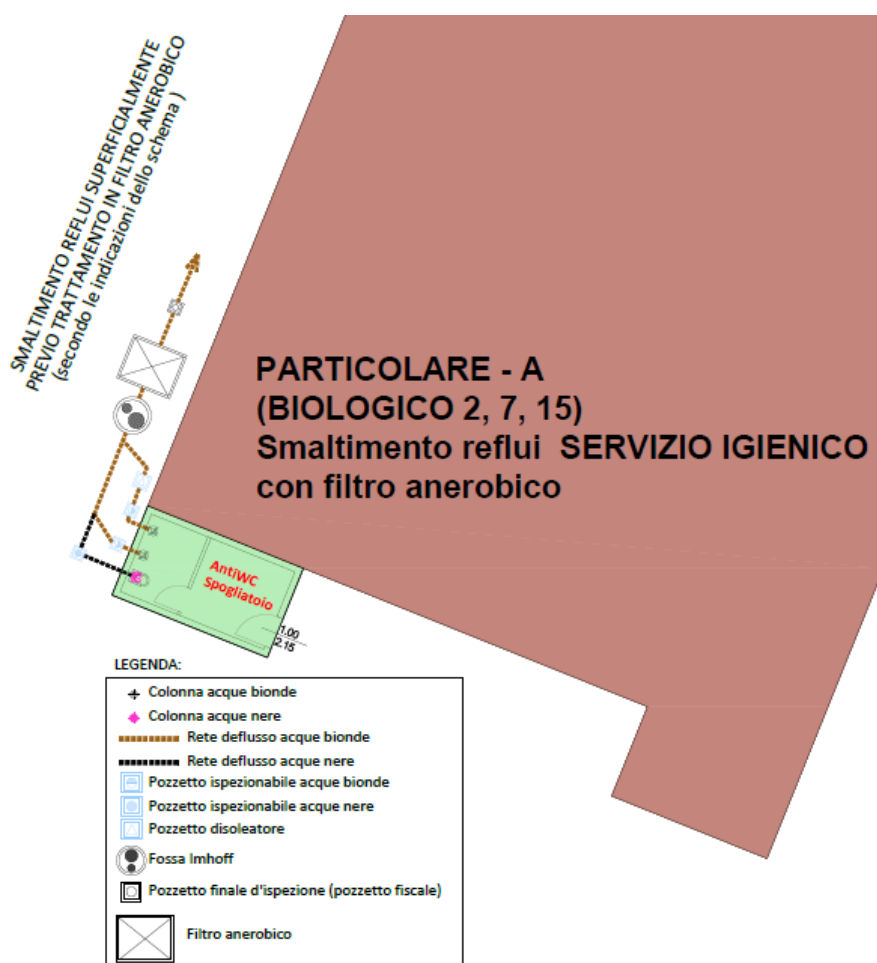 SMALTIMENTO REFLUI SUPERFICIALMENTE
PREVIO TRATTAMENTO IN FILTRO ANEROBICO
(secondo le indicazioni dello schema )
PARTICOLARE - A
(BIOLOGICO 2, 7, 15)
Smaltimento reflui SERVIZIO IGIENICO
con filtro anerobico
AntiWC
Spogliatoio
1.00
2.15
LEGENDA:
Colonna acque bionde
Colonna acque nere
Rete deflusso acque bionde
Rete deflusso acque nere
Pozzetto ispezionabile acque bionde
Pozzetto ispezionabile acque nere
Pozzetto disoleatore
Fossa Imhoff
Pozzetto finale d'ispezione (pozzetto fiscale)
Filtro anerobico